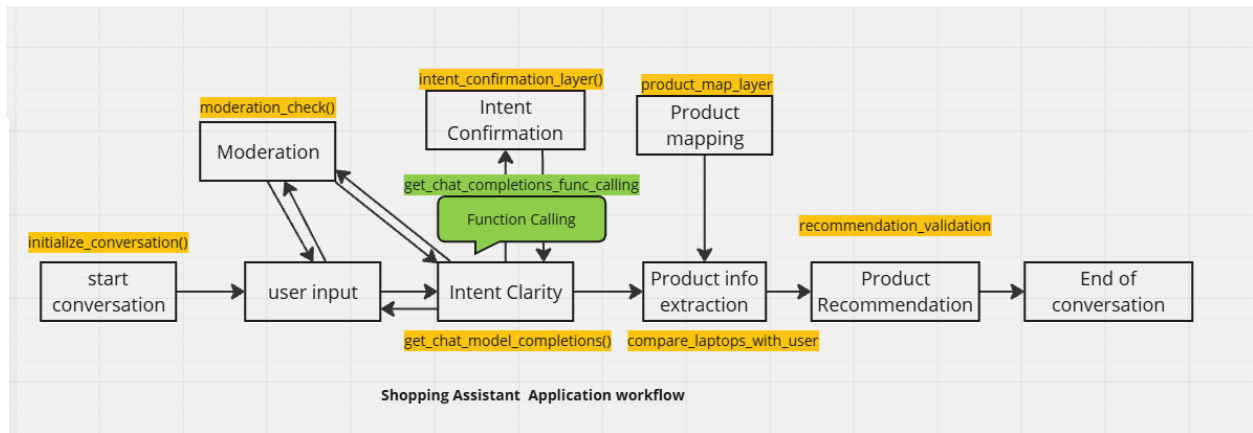 intent_confirmation_layer()
product_map_layer
Intent
Confirmation
Product
mapping
moderation_check()
Moderation
get_chat_completions_func_calling
Function Calling
recommendation_validation
initialize_conversation()
start
conversation
user input
Intent Clarity
Product info
extraction
Product
Recommendation
End of
conversation
get_chat_model_completions()
compare_laptops_with_user
Shopping Assistant Application workflow